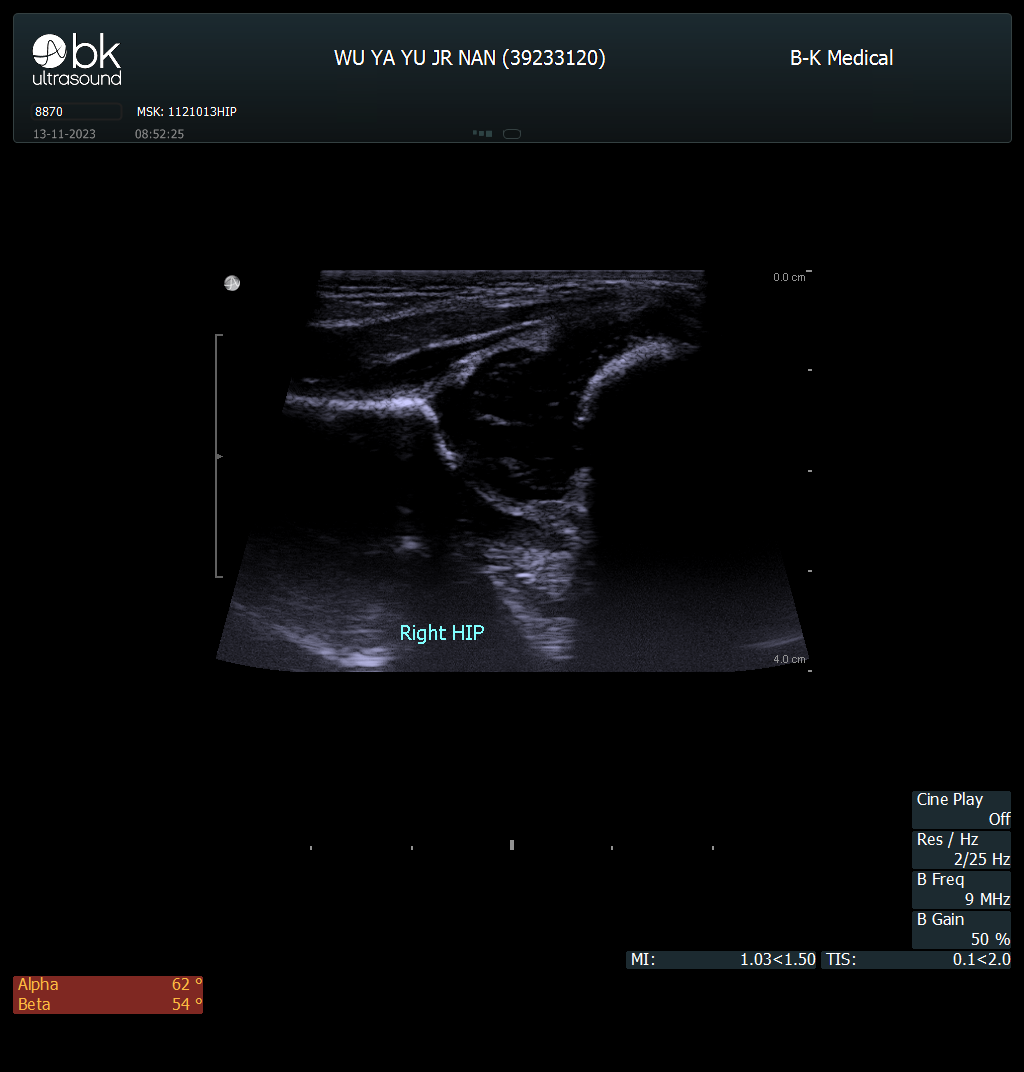 bk
ultrasound
WU YA YU JR NAN (39233120)
B-K Medical
8870
MSK: 1121013HIP
13-11-2023
08:52:25
0.0 cm
Right HIP
4.0 cm
Cine Play
Off
Res / Hz
2/25 Hz
B Freq
9 MHz
B Gain
50 %
MI: 1.03<1.50
TIS: 0.1<2.0
Alpha 62 °
Beta 54 °